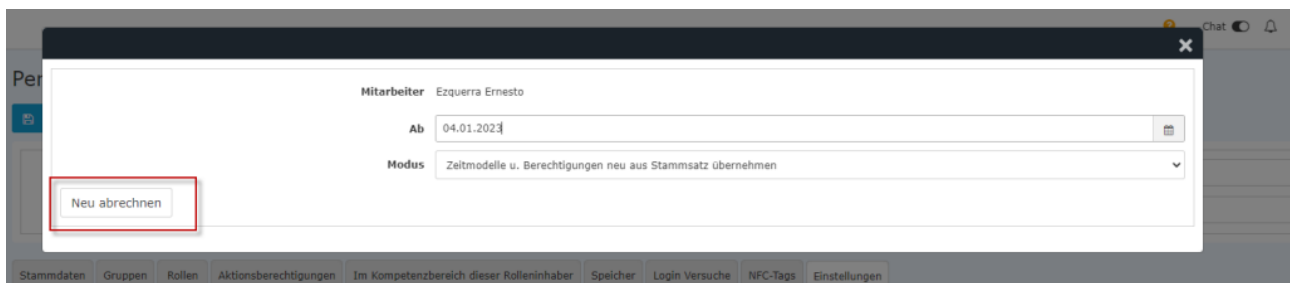 Chat
Per
Mitarbeiter Ezquerra Ernesto
Ab 04.01.2023
Modus Zeitmodelle u. Berechtigungen neu aus Stammsatz übernehmen
Neu abrechnen
Stammdaten Gruppen Rollen Aktionsberechtigungen Im Kompetenzbereich dieser Rolleninhaber Speicher Login Versuche NFC-Tags Einstellungen